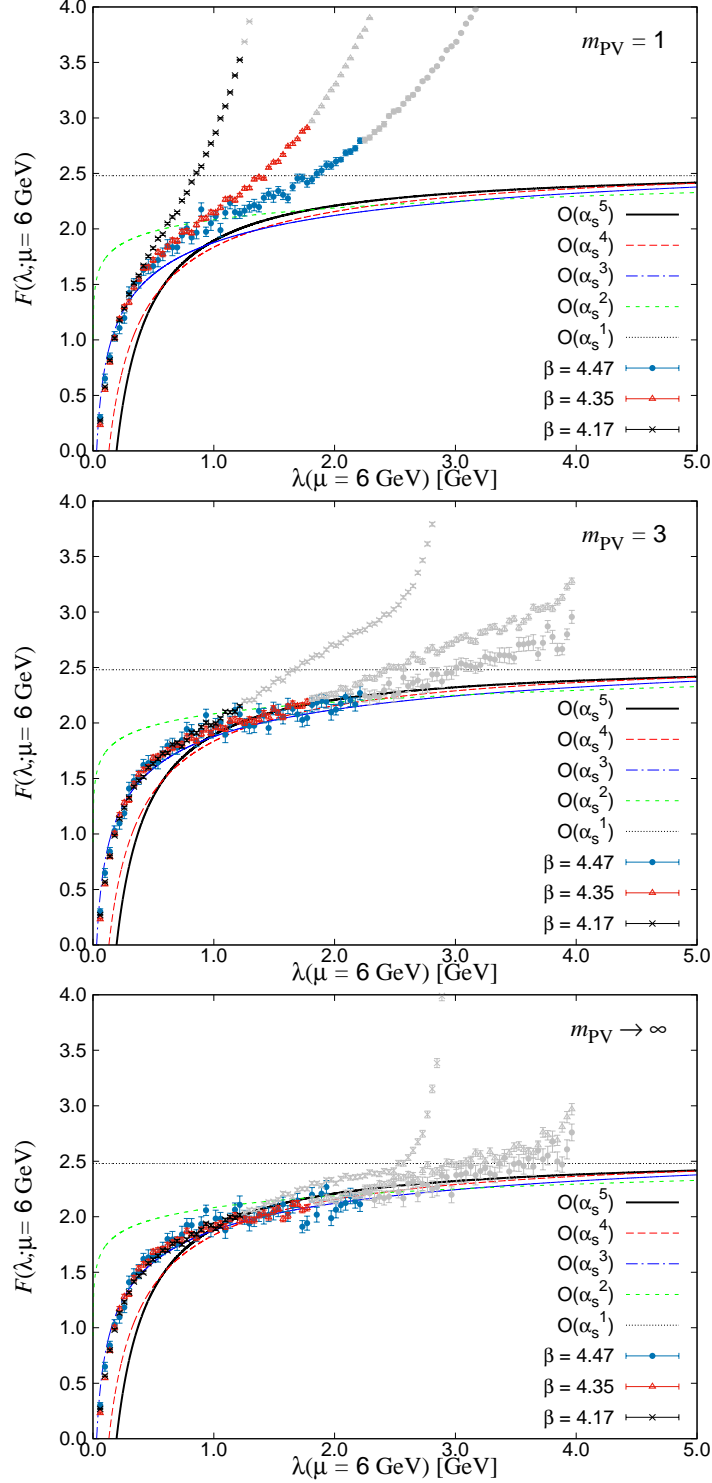 4.0
3.5
3.0
2.5
2.0
1.5
1.0
0.5
0.0
F(λ;μ= 6 GeV)
m_PV = 1
O(α_s^5)
O(α_s^4)
O(α_s^3)
O(α_s^2)
O(α_s^1)
β = 4.47
β = 4.35
β = 4.17
0.0 1.0 2.0 3.0 4.0 5.0
λ(μ = 6 GeV) [GeV]
4.0
3.5
3.0
2.5
2.0
1.5
1.0
0.5
0.0
F(λ;μ= 6 GeV)
m_PV = 3
O(α_s^5)
O(α_s^4)
O(α_s^3)
O(α_s^2)
O(α_s^1)
β = 4.47
β = 4.35
β = 4.17
0.0 1.0 2.0 3.0 4.0 5.0
λ(μ = 6 GeV) [GeV]
4.0
3.5
3.0
2.5
2.0
1.5
1.0
0.5
0.0
F(λ;μ= 6 GeV)
m_PV → ∞
O(α_s^5)
O(α_s^4)
O(α_s^3)
O(α_s^2)
O(α_s^1)
β = 4.47
β = 4.35
β = 4.17
0.0 1.0 2.0 3.0 4.0 5.0
λ(μ = 6 GeV) [GeV]